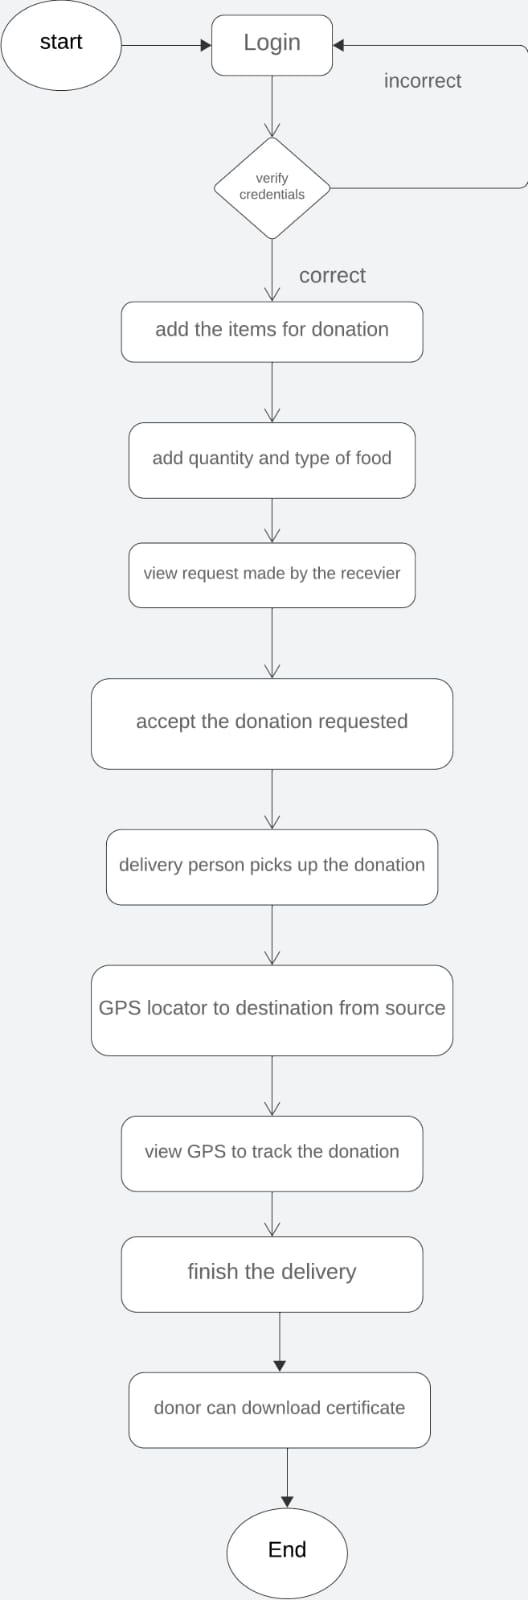 start
Login
incorrect
verify
credentials
correct
add the items for donation
add quantity and type of food
view request made by the recevier
accept the donation requested
delivery person picks up the donation
GPS locator to destination from source
view GPS to track the donation
finish the delivery
donor can download certificate
End